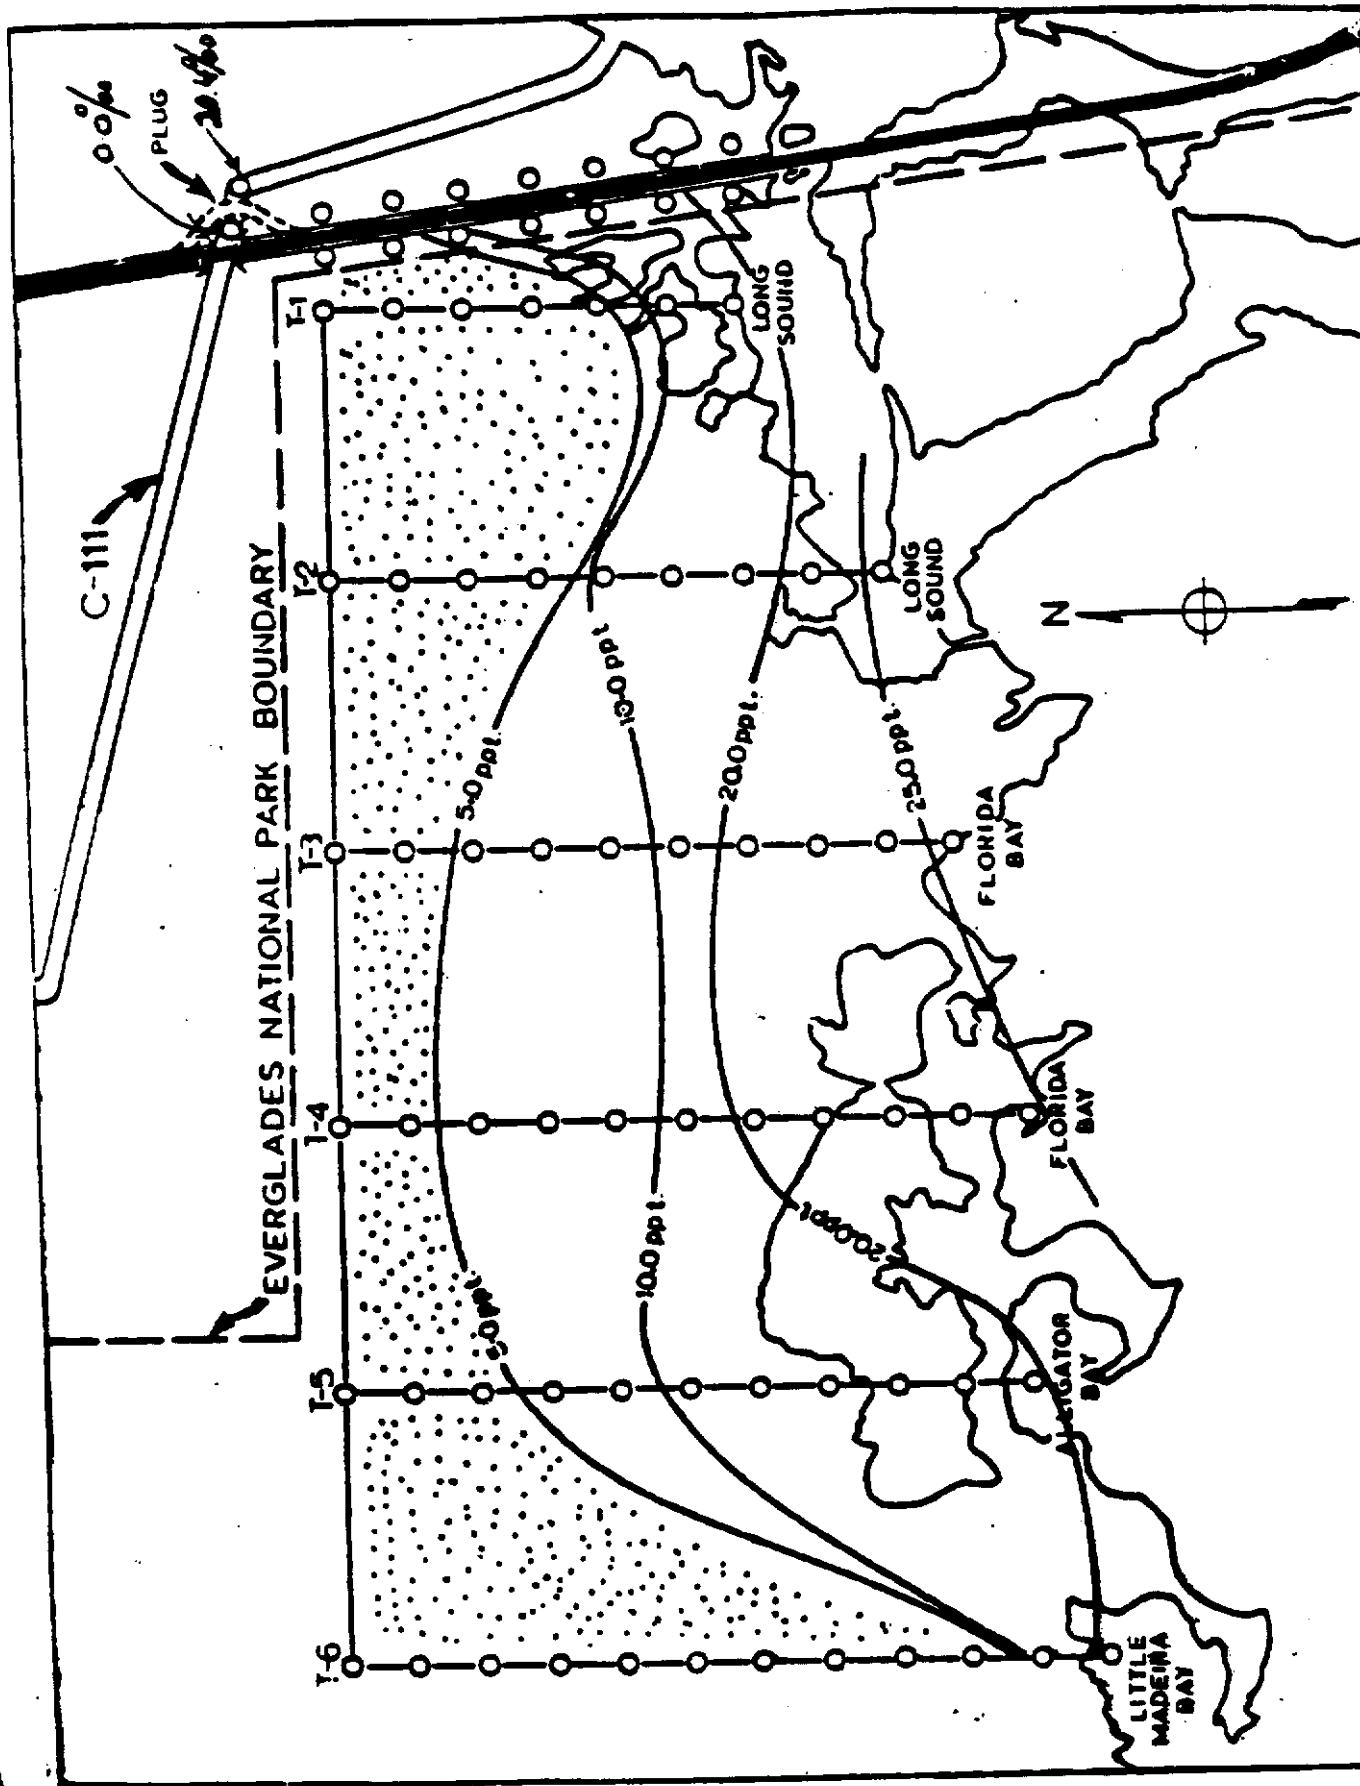 0.0‰
PLUG
20.4‰
C-111
EVERGLADES NATIONAL PARK BOUNDARY
T-6
T-5
T-4
T-3
T-2
T-1
5.0 ppt.
5.0 ppt.
10.0 ppt.
10.0 ppt.
20.0 ppt.
20.0 ppt.
25.0 ppt.
LITTLE
MADEIRA
BAY
ALLIGATOR
BAY
FLORIDA
BAY
FLORIDA
BAY
LONG
SOUND
LONG
SOUND
N